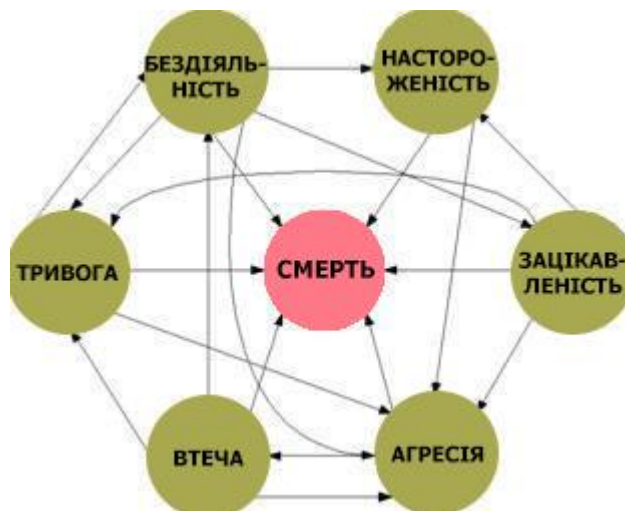 БЕЗДІЯЛЬ-
НІСТЬ
НАСТОРО-
ЖЕНІСТЬ
ТРИВОГА
СМЕРТЬ
ЗАЦІКАВ-
ЛЕНІСТЬ
ВТЕЧА
АГРЕСІЯ